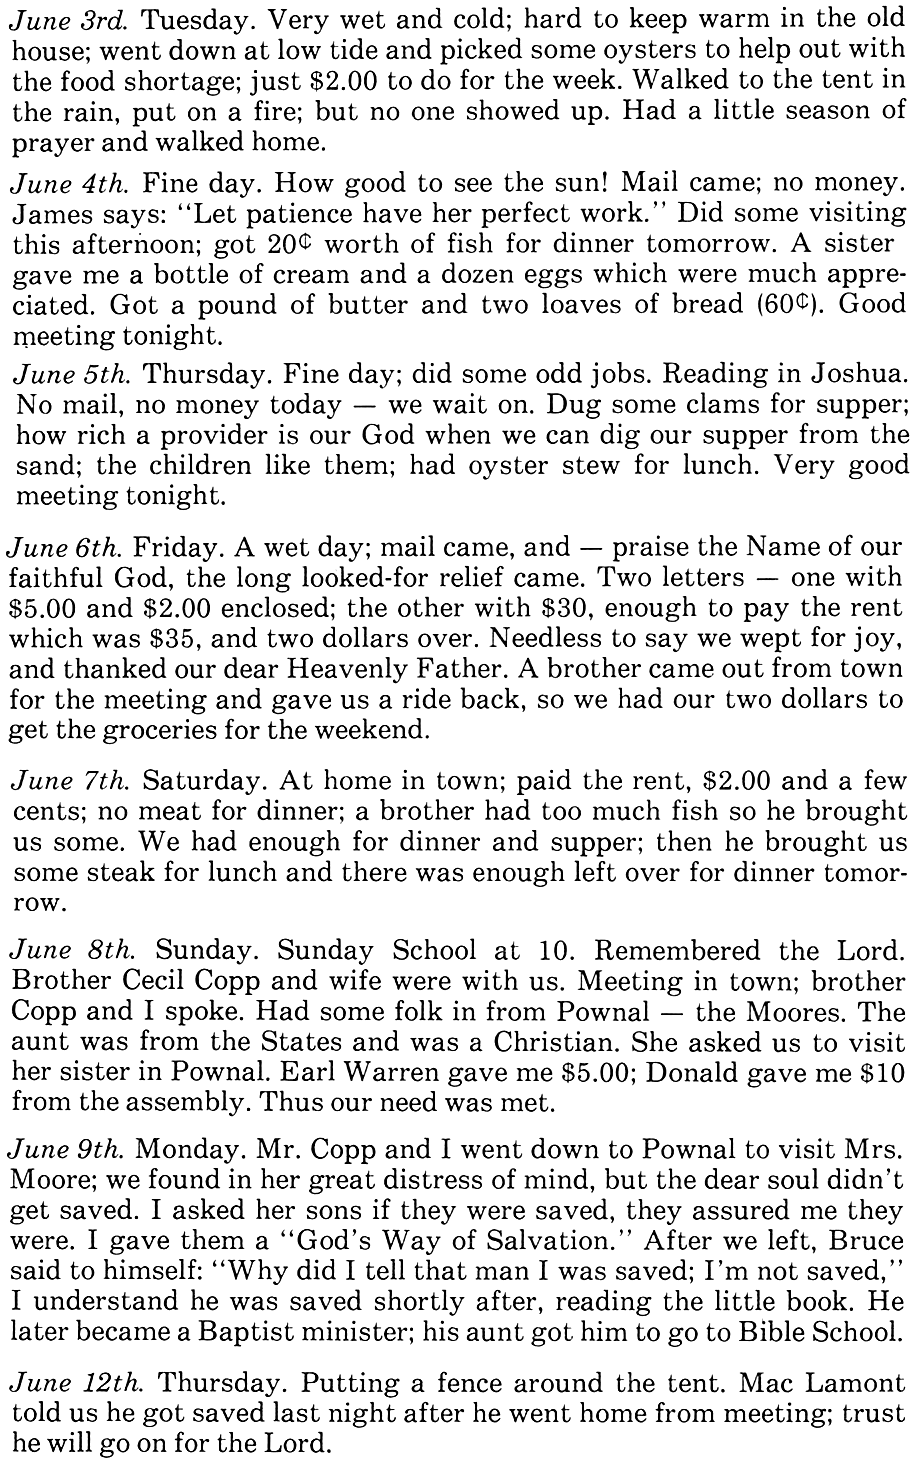 June 3rd. Tuesday. Very wet and cold; hard to keep warm in the old
house; went down at low tide and picked some oysters to help out with
the food shortage; just $2.00 to do for the week. Walked to the tent in
the rain, put on a fire; but no one showed up. Had a little season of
prayer and walked home.
June 4th. Fine day. How good to see the sun! Mail came; no money.
James says: "Let patience have her perfect work." Did some visiting
this afternoon; got 20¢ worth of fish for dinner tomorrow. A sister
gave me a bottle of cream and a dozen eggs which were much appre-
ciated. Got a pound of butter and two loaves of bread (60¢). Good
meeting tonight.
June 5th. Thursday. Fine day; did some odd jobs. Reading in Joshua.
No mail, no money today — we wait on. Dug some clams for supper;
how rich a provider is our God when we can dig our supper from the
sand; the children like them; had oyster stew for lunch. Very good
meeting tonight.
June 6th. Friday. A wet day; mail came, and — praise the Name of our
faithful God, the long looked-for relief came. Two letters — one with
$5.00 and $2.00 enclosed; the other with $30, enough to pay the rent
which was $35, and two dollars over. Needless to say we wept for joy,
and thanked our dear Heavenly Father. A brother came out from town
for the meeting and gave us a ride back, so we had our two dollars to
get the groceries for the weekend.
June 7th. Saturday. At home in town; paid the rent, $2.00 and a few
cents; no meat for dinner; a brother had too much fish so he brought
us some. We had enough for dinner and supper; then he brought us
some steak for lunch and there was enough left over for dinner tomor-
row.
June 8th. Sunday. Sunday School at 10. Remembered the Lord.
Brother Cecil Copp and wife were with us. Meeting in town; brother
Copp and I spoke. Had some folk in from Pownal — the Moores. The
aunt was from the States and was a Christian. She asked us to visit
her sister in Pownal. Earl Warren gave me $5.00; Donald gave me $10
from the assembly. Thus our need was met.
June 9th. Monday. Mr. Copp and I went down to Pownal to visit Mrs.
Moore; we found in her great distress of mind, but the dear soul didn't
get saved. I asked her sons if they were saved, they assured me they
were. I gave them a "God's Way of Salvation." After we left, Bruce
said to himself: "Why did I tell that man I was saved; I'm not saved,"
I understand he was saved shortly after, reading the little book. He
later became a Baptist minister; his aunt got him to go to Bible School.
June 12th. Thursday. Putting a fence around the tent. Mac Lamont
told us he got saved last night after he went home from meeting; trust
he will go on for the Lord.